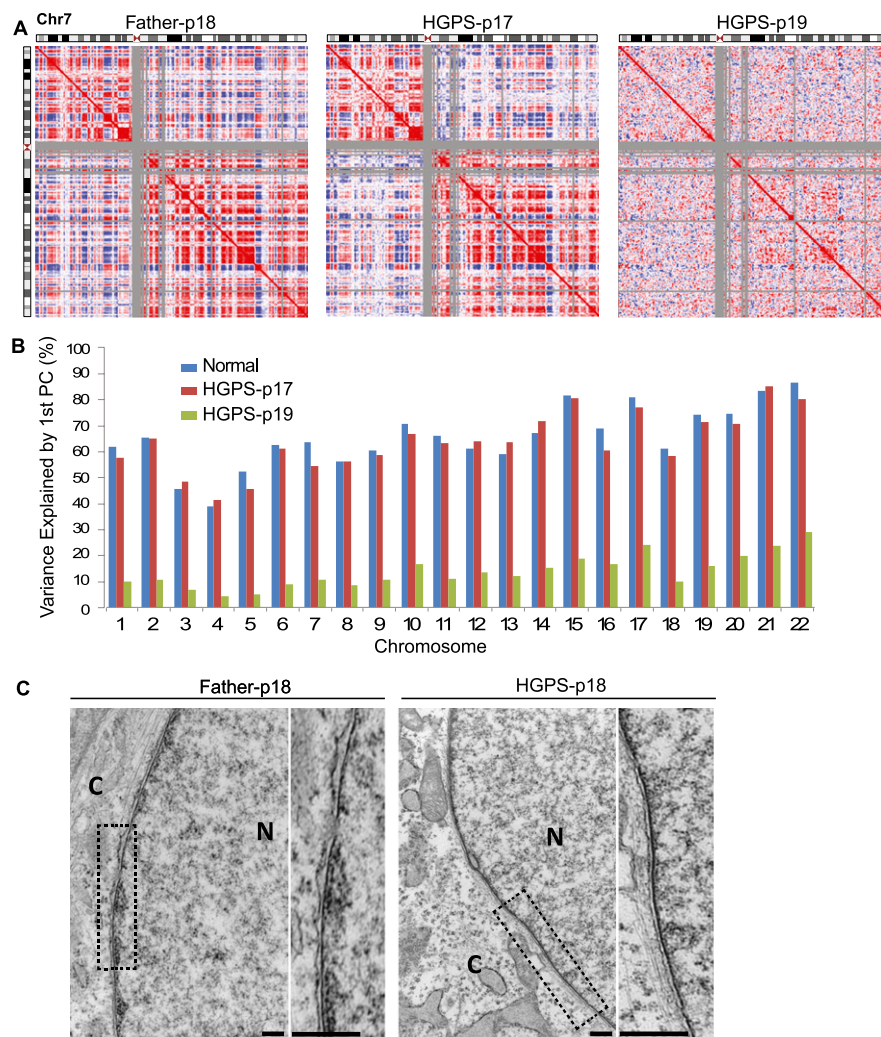 A
Chr7
Father-p18
HGPS-p17
HGPS-p19
B
Variance Explained by 1st PC (%)
100
90
80
70
60
50
40
30
20
10
0
Normal
HGPS-p17
HGPS-p19
1 2 3 4 5 6 7 8 9 10 11 12 13 14 15 16 17 18 19 20 21 22
Chromosome
C
Father-p18
HGPS-p18
C
N
N
C